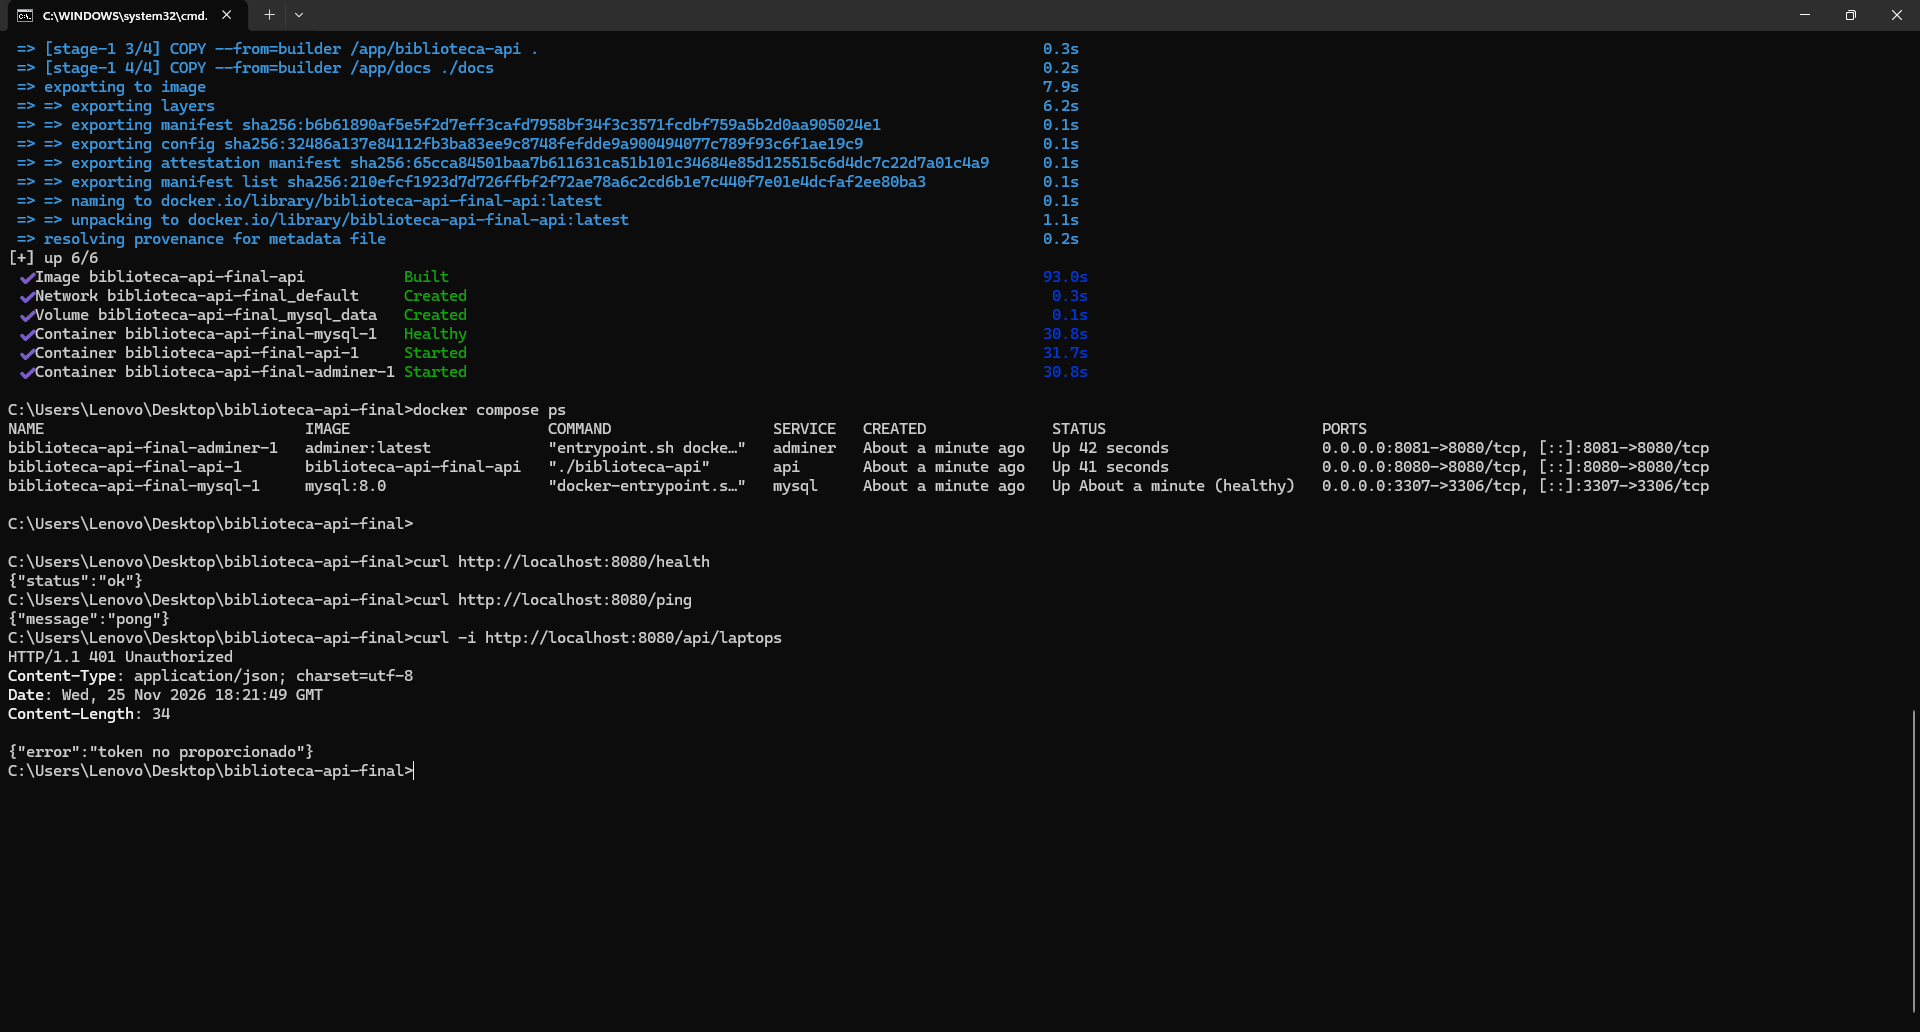 C:\WINDOWS\system32\cmd.
=> [stage-1 3/4] COPY --from=builder /app/biblioteca-api . 0.3s
=> [stage-1 4/4] COPY --from=builder /app/docs ./docs 0.2s
=> exporting to image 7.9s
=> => exporting layers 6.2s
=> => exporting manifest sha256:b6b61890af5e5f2d7eff3cafd7958bf34f3c3571fcdbf759a5b2d0aa905024e1 0.1s
=> => exporting config sha256:32486a137e84112fb3ba83ee9c8748fefdde9a900494077c789f93c6f1ae19c9 0.1s
=> => exporting attestation manifest sha256:65cca84501baa7b611631ca51b101c34684e85d125515c6d4dc7c22d7a01c4a9 0.1s
=> => exporting manifest list sha256:210efcf1923d7d726ffbf2f72ae78a6c2cd6b1e7c440f7e01e4dcfaf2ee80ba3 0.1s
=> => naming to docker.io/library/biblioteca-api-final-api:latest 0.1s
=> => unpacking to docker.io/library/biblioteca-api-final-api:latest 1.1s
=> resolving provenance for metadata file 0.2s
[+] up 6/6
✔Image biblioteca-api-final-api Built 93.0s
✔Network biblioteca-api-final_default Created 0.3s
✔Volume biblioteca-api-final_mysql_data Created 0.1s
✔Container biblioteca-api-final-mysql-1 Healthy 30.8s
✔Container biblioteca-api-final-api-1 Started 31.7s
✔Container biblioteca-api-final-adminer-1 Started 30.8s
C:\Users\Lenovo\Desktop\biblioteca-api-final>docker compose ps
NAME IMAGE COMMAND SERVICE CREATED STATUS PORTS
biblioteca-api-final-adminer-1 adminer:latest "entrypoint.sh docke…" adminer About a minute ago Up 42 seconds 0.0.0.0:8081->8080/tcp, [::]:8081->8080/tcp
biblioteca-api-final-api-1 biblioteca-api-final-api "./biblioteca-api" api About a minute ago Up 41 seconds 0.0.0.0:8080->8080/tcp, [::]:8080->8080/tcp
biblioteca-api-final-mysql-1 mysql:8.0 "docker-entrypoint.s…" mysql About a minute ago Up About a minute (healthy) 0.0.0.0:3307->3306/tcp, [::]:3307->3306/tcp
C:\Users\Lenovo\Desktop\biblioteca-api-final>
C:\Users\Lenovo\Desktop\biblioteca-api-final>curl http://localhost:8080/health
{"status":"ok"}
C:\Users\Lenovo\Desktop\biblioteca-api-final>curl http://localhost:8080/ping
{"message":"pong"}
C:\Users\Lenovo\Desktop\biblioteca-api-final>curl -i http://localhost:8080/api/laptops
HTTP/1.1 401 Unauthorized
Content-Type: application/json; charset=utf-8
Date: Wed, 25 Nov 2026 18:21:49 GMT
Content-Length: 34
{"error":"token no proporcionado"}
C:\Users\Lenovo\Desktop\biblioteca-api-final>